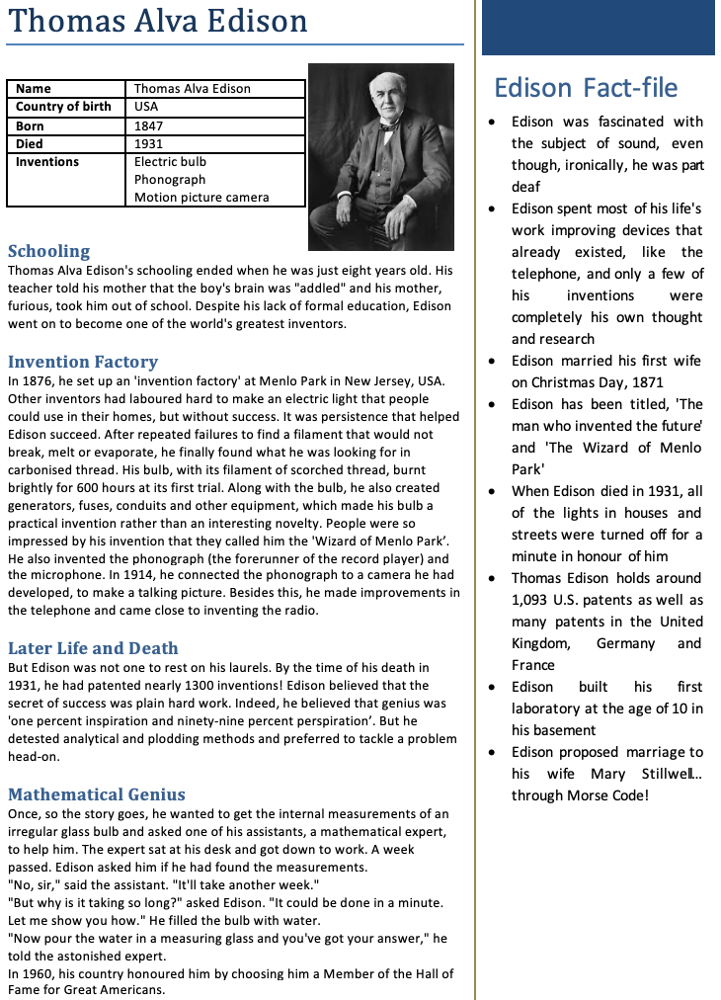 Thomas Alva Edison
Name Thomas Alva Edison
Country of birth USA
Born 1847
Died 1931
Inventions Electric bulb
Phonograph
Motion picture camera
Schooling
Thomas Alva Edison's schooling ended when he was just eight years old. His
teacher told his mother that the boy's brain was "addled" and his mother,
furious, took him out of school. Despite his lack of formal education, Edison
went on to become one of the world's greatest inventors.
Invention Factory
In 1876, he set up an 'invention factory' at Menlo Park in New Jersey, USA.
Other inventors had laboured hard to make an electric light that people
could use in their homes, but without success. It was persistence that helped
Edison succeed. After repeated failures to find a filament that would not
break, melt or evaporate, he finally found what he was looking for in
carbonised thread. His bulb, with its filament of scorched thread, burnt
brightly for 600 hours at its first trial. Along with the bulb, he also created
generators, fuses, conduits and other equipment, which made his bulb a
practical invention rather than an interesting novelty. People were so
impressed by his invention that they called him the 'Wizard of Menlo Park’.
He also invented the phonograph (the forerunner of the record player) and
the microphone. In 1914, he connected the phonograph to a camera he had
developed, to make a talking picture. Besides this, he made improvements in
the telephone and came close to inventing the radio.
Later Life and Death
But Edison was not one to rest on his laurels. By the time of his death in
1931, he had patented nearly 1300 inventions! Edison believed that the
secret of success was plain hard work. Indeed, he believed that genius was
'one percent inspiration and ninety-nine percent perspiration’. But he
detested analytical and plodding methods and preferred to tackle a problem
head-on.
Mathematical Genius
Once, so the story goes, he wanted to get the internal measurements of an
irregular glass bulb and asked one of his assistants, a mathematical expert,
to help him. The expert sat at his desk and got down to work. A week
passed. Edison asked him if he had found the measurements.
"No, sir," said the assistant. "It'll take another week."
"But why is it taking so long?" asked Edison. "It could be done in a minute.
Let me show you how." He filled the bulb with water.
"Now pour the water in a measuring glass and you've got your answer," he
told the astonished expert.
In 1960, his country honoured him by choosing him a Member of the Hall of
Fame for Great Americans.
Edison Fact-file
• Edison was fascinated with
the subject of sound, even
though, ironically, he was part
deaf
• Edison spent most of his life's
work improving devices that
already existed, like the
telephone, and only a few of
his inventions were
completely his own thought
and research
• Edison married his first wife
on Christmas Day, 1871
• Edison has been titled, 'The
man who invented the future'
and 'The Wizard of Menlo
Park'
• When Edison died in 1931, all
of the lights in houses and
streets were turned off for a
minute in honour of him
• Thomas Edison holds around
1,093 U.S. patents as well as
many patents in the United
Kingdom, Germany and
France
• Edison built his first
laboratory at the age of 10 in
his basement
• Edison proposed marriage to
his wife Mary Stillwell...
through Morse Code!